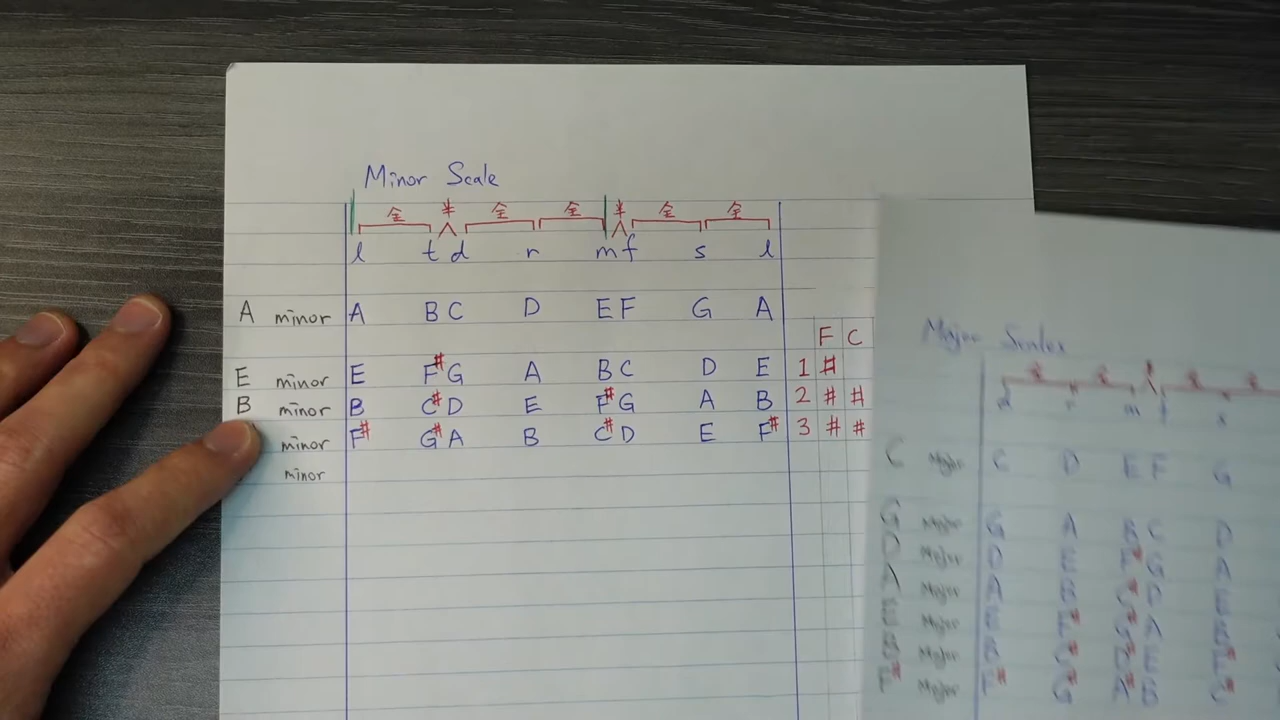 Minor Scale
全 半 全 全 半 全 全
l t d r m f s l
A minor A B C D E F G A
F C
E minor E F# G A B C D E 1 #
B minor B C# D E F# G A B 2 # #
minor F# G# A B C# D E F# 3 # #
minor
Major Scales
C Major C D E F G
G Major G A B C D
D Major D E F# G A
A Major A B C# D E
E Major E F# G# A B